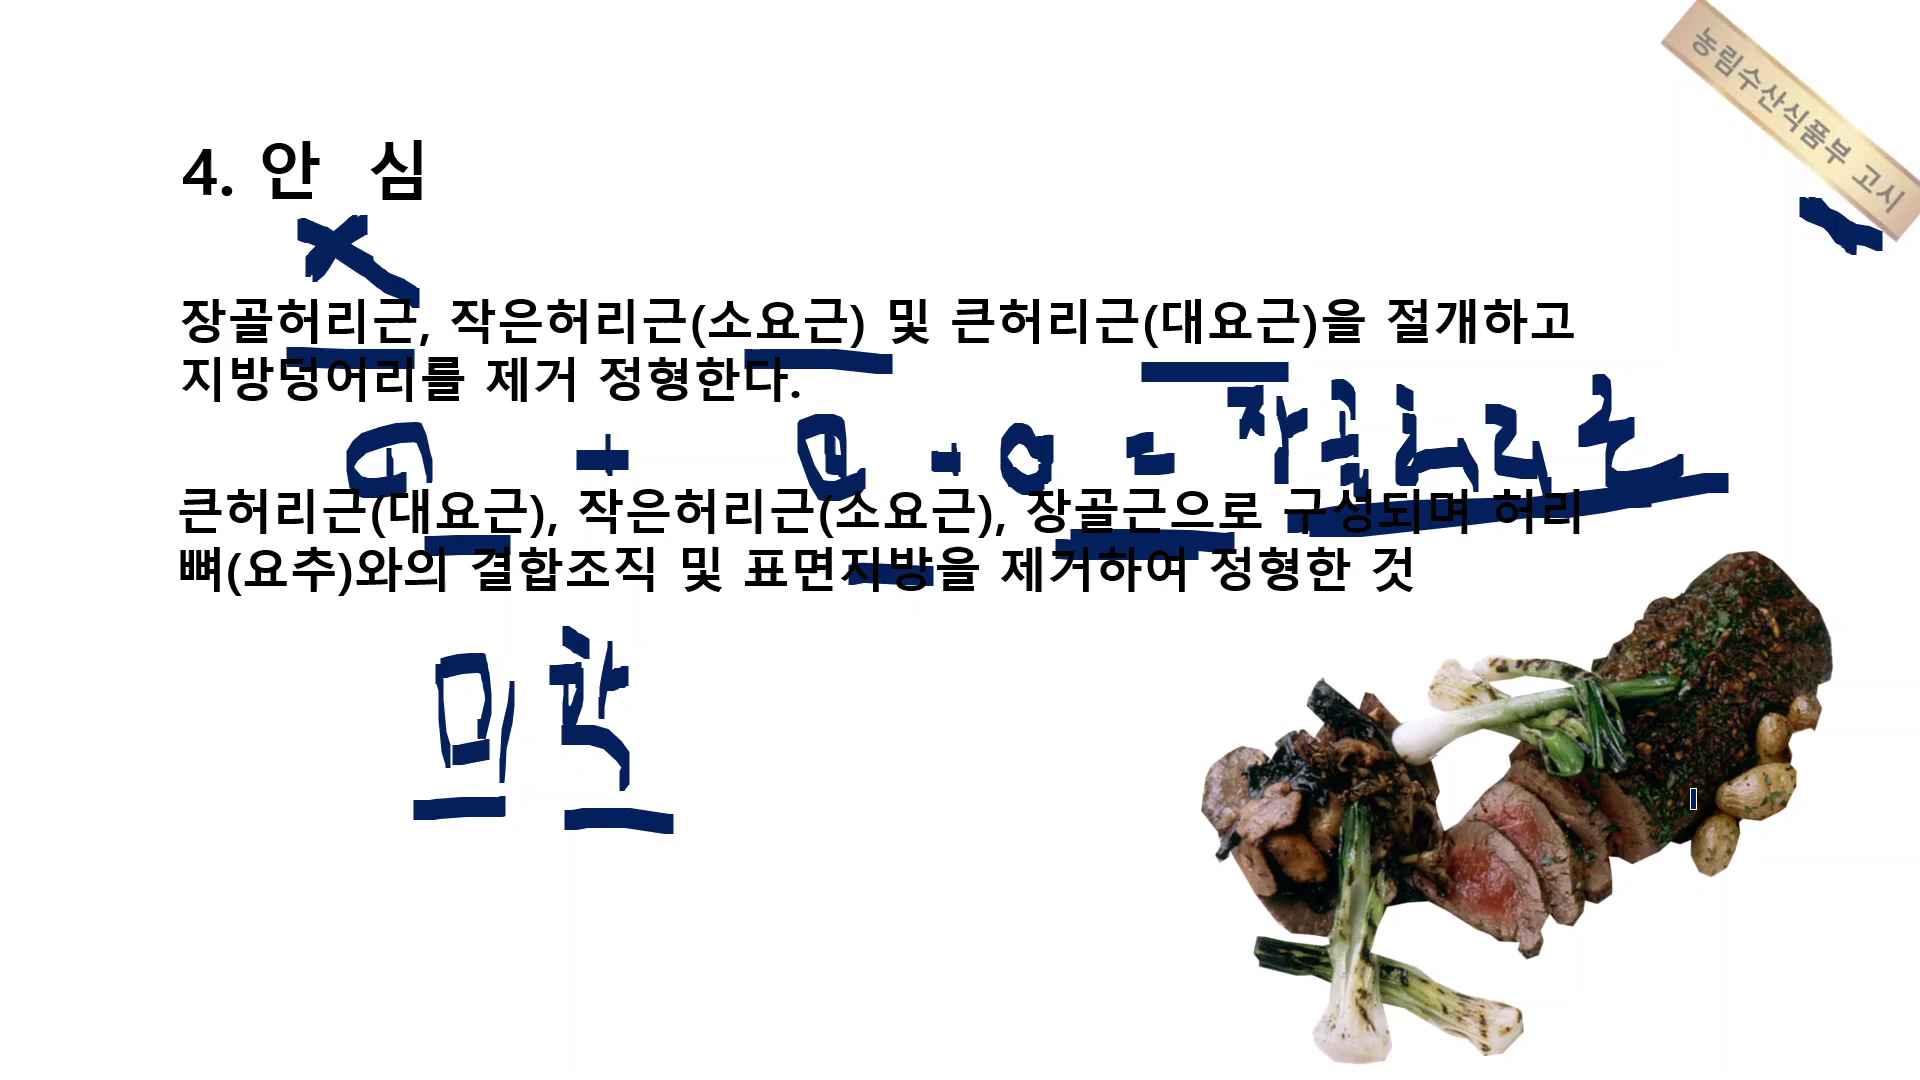 농림수산식품부 고시
4. 안 심
장골허리근, 작은허리근(소요근) 및 큰허리근(대요근)을 절개하고
지방덩어리를 제거 정형한다.
+ + = 장골허리근
큰허리근(대요근), 작은허리근(소요근), 장골근으로 구성되며 허리
뼈(요추)와의 결합조직 및 표면지방을 제거하여 정형한 것